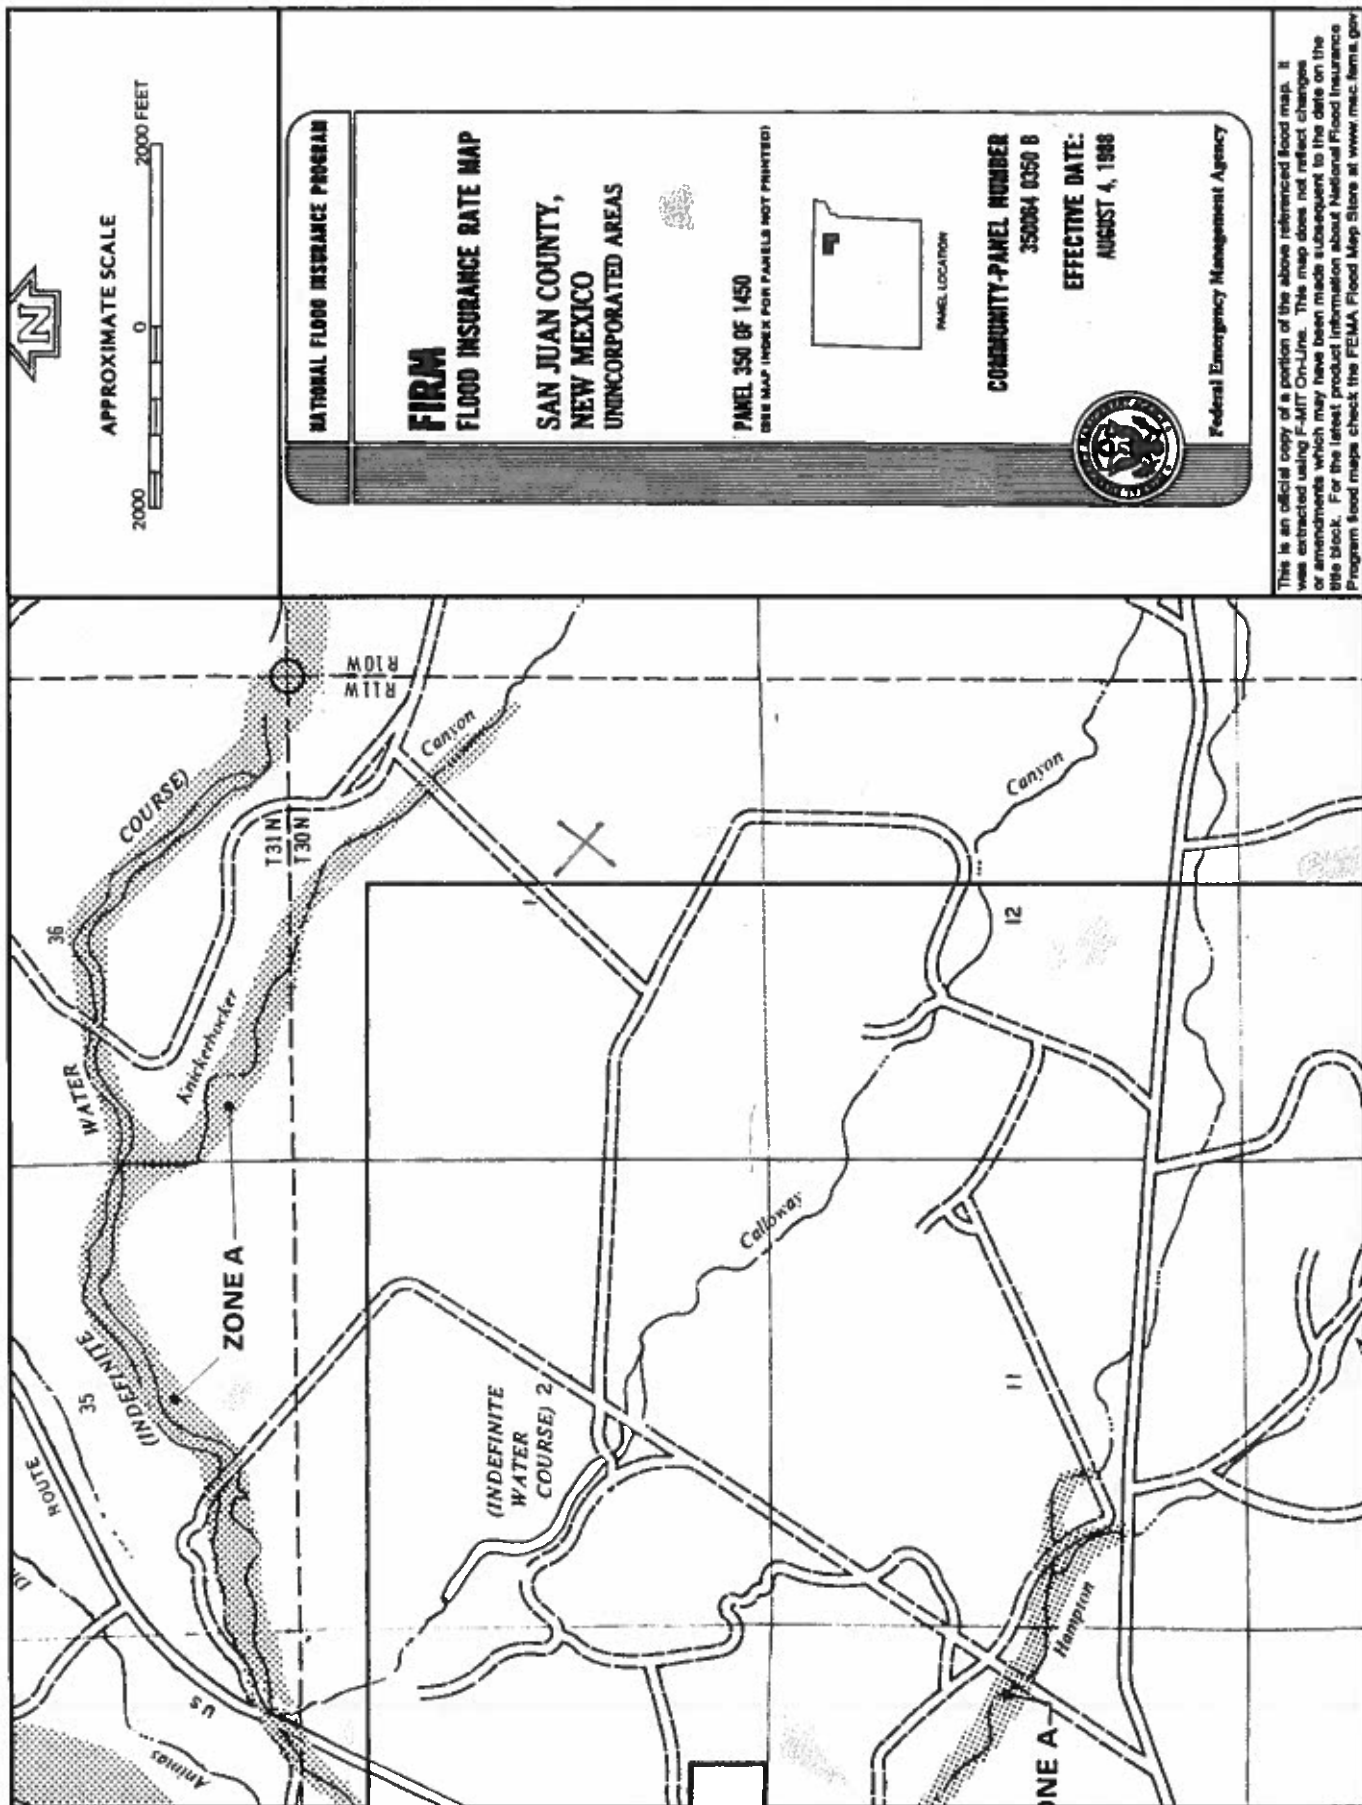 APPROXIMATE SCALE
2000 0 2000 FEET
N
NATIONAL FLOOD INSURANCE PROGRAM
FIRM
FLOOD INSURANCE RATE MAP
SAN JUAN COUNTY,
NEW MEXICO
UNINCORPORATED AREAS
PANEL 350 OF 1450
(SEE MAP INDEX FOR PANELS NOT PRINTED)
PANEL LOCATION
COMMUNITY-PANEL NUMBER
350064 0350 B
EFFECTIVE DATE:
AUGUST 4, 1988
Federal Emergency Management Agency
This is an official copy of a portion of the above referenced flood map. It
was extracted using F-MIT On-Line. This map does not reflect changes
or amendments which may have been made subsequent to the date on the
title block. For the latest product information about National Flood Insurance
Program flood maps check the FEMA Flood Map Store at www.msc.fema.gov
ROUTE
US
Animas
35
(INDEFINITE
WATER
COURSE)
36
ZONE A
Knickerbocker
Canyon
T31N
T30N
R11W
R10W
1
(INDEFINITE
WATER
COURSE) 2
Calloway
Canyon
11
12
Hampton
ONE A